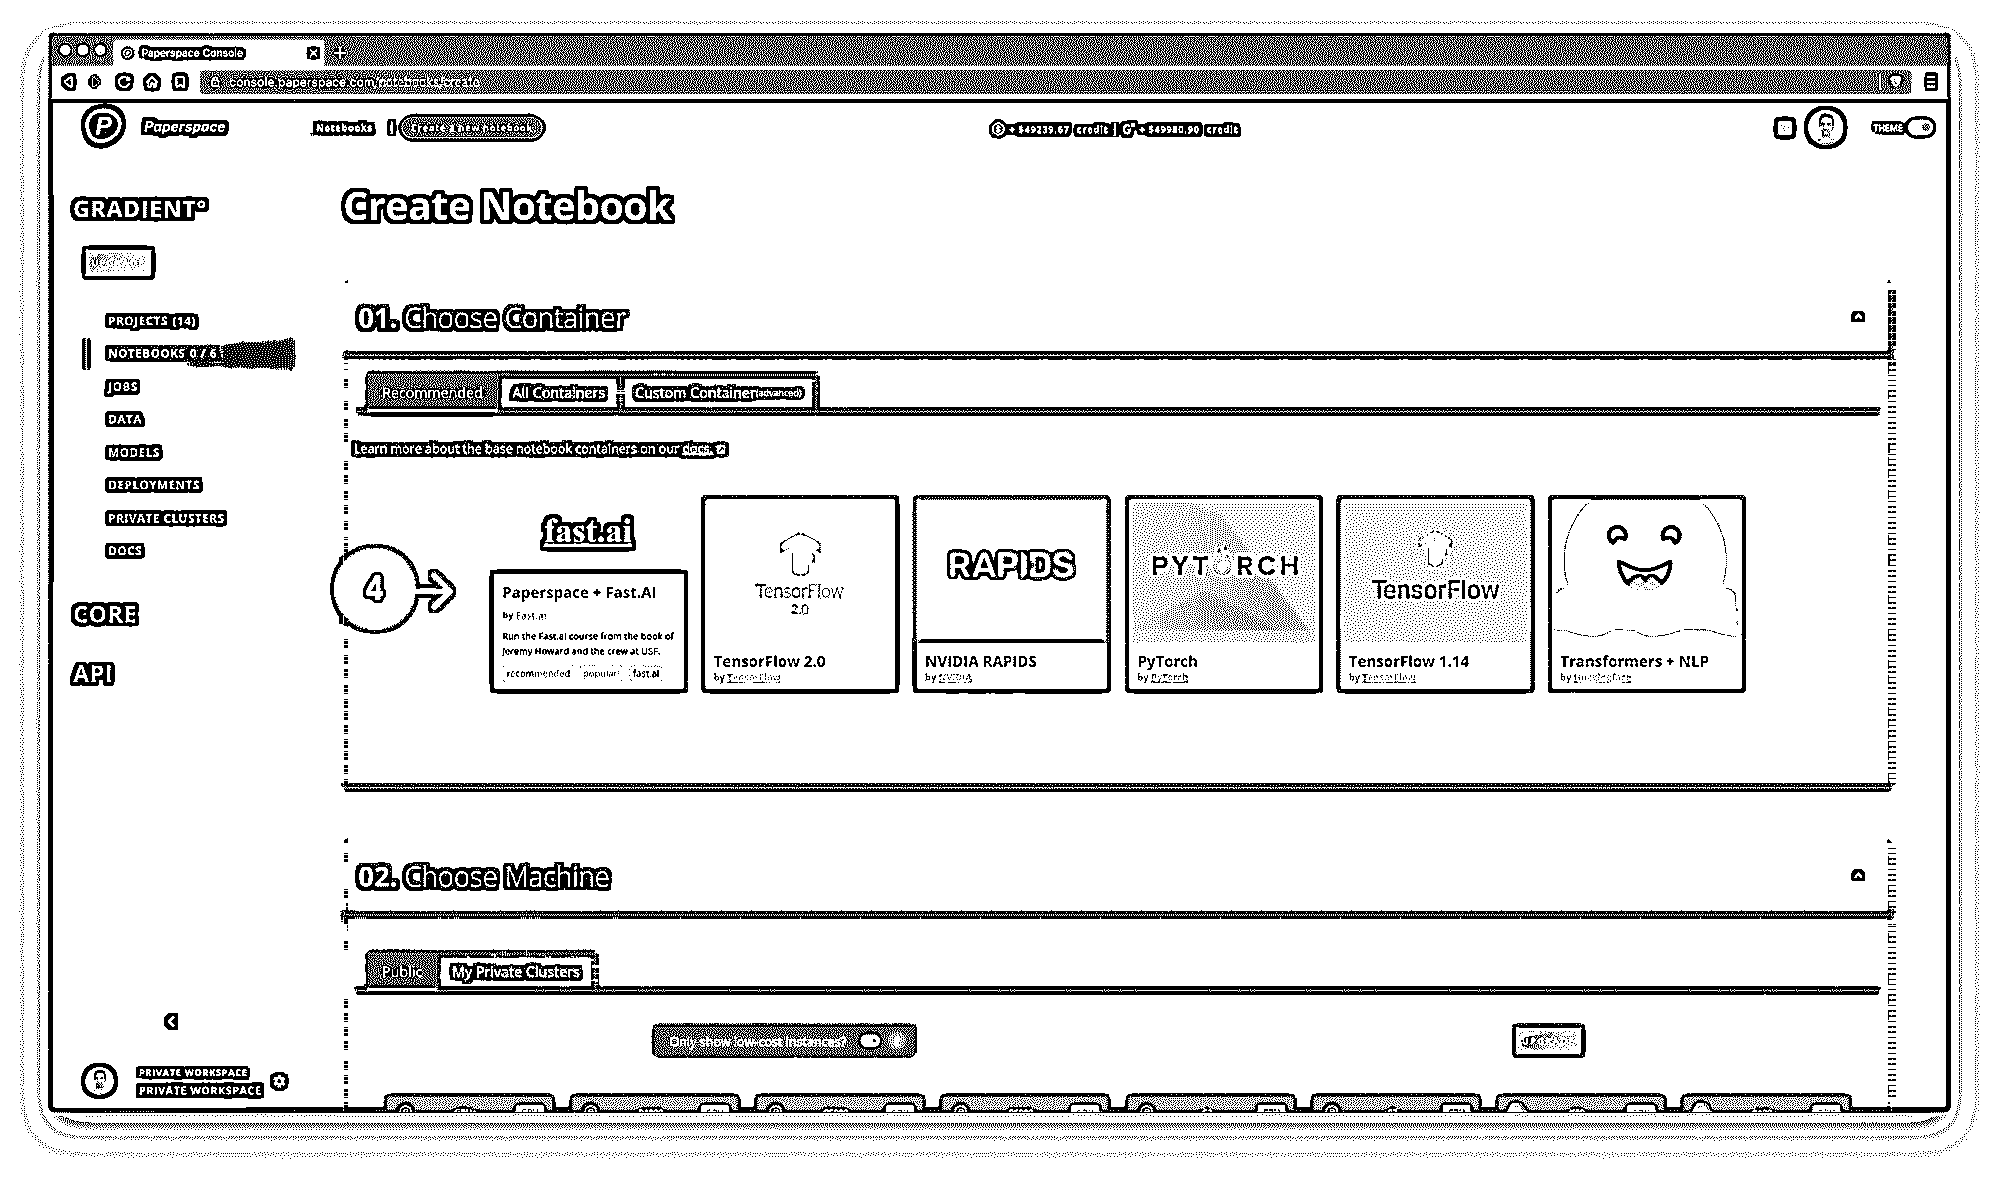 Paperspace Console
console.paperspace.com/notebooks/create
Paperspace
Notebooks
Create a new notebook
+ $49239.67 credit | + $49980.90 credit
THEME
GRADIENT°
PROJECTS (14)
NOTEBOOKS 0 / 6
JOBS
DATA
MODELS
DEPLOYMENTS
PRIVATE CLUSTERS
DOCS
CORE
API
PRIVATE WORKSPACE
PRIVATE WORKSPACE
Create Notebook
01. Choose Container
Recommended
All Containers
Custom Container (advanced)
Learn more about the base notebook containers on our docs.
4
fast.ai
Paperspace + Fast.AI
by Fast.ai
Run the Fast.ai course from the book of
Jeremy Howard and the crew at USF.
recommended popular fast.ai
TensorFlow
2.0
TensorFlow 2.0
by TensorFlow
RAPIDS
NVIDIA RAPIDS
by NVIDIA
PYTORCH
PyTorch
by PyTorch
TensorFlow
TensorFlow 1.14
by TensorFlow
Transformers + NLP
by Huggingface
02. Choose Machine
Public
My Private Clusters
Only show low-cost instances?